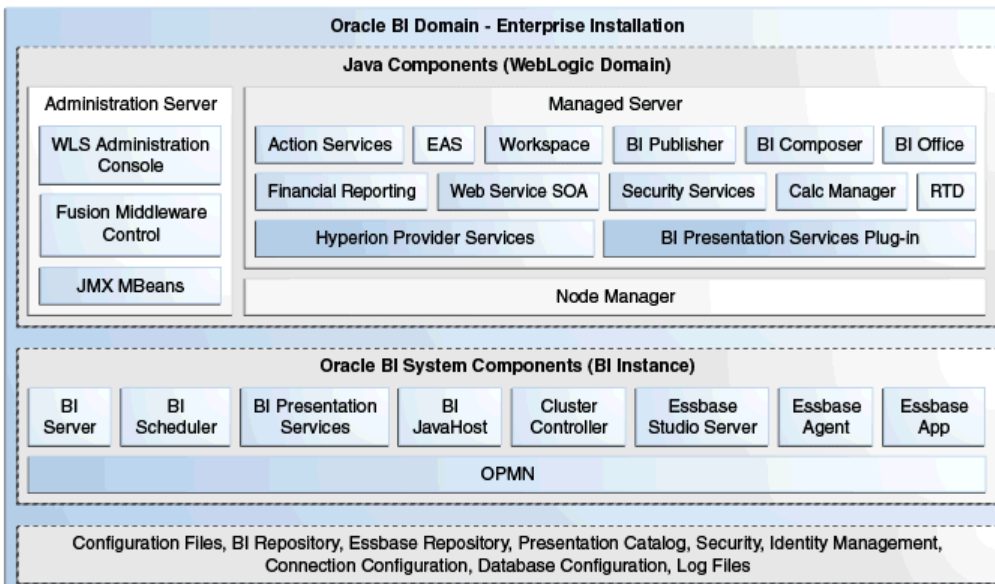 Oracle BI Domain - Enterprise Installation
Java Components (WebLogic Domain)
Administration Server
WLS Administration
Console
Fusion Middleware
Control
JMX MBeans
Managed Server
Action Services
EAS
Workspace
BI Publisher
BI Composer
BI Office
Financial Reporting
Web Service SOA
Security Services
Calc Manager
RTD
Hyperion Provider Services
BI Presentation Services Plug-in
Node Manager
Oracle BI System Components (BI Instance)
BI
Server
BI
Scheduler
BI Presentation
Services
BI
JavaHost
Cluster
Controller
Essbase
Studio Server
Essbase
Agent
Essbase
App
OPMN
Configuration Files, BI Repository, Essbase Repository, Presentation Catalog, Security, Identity Management,
Connection Configuration, Database Configuration, Log Files